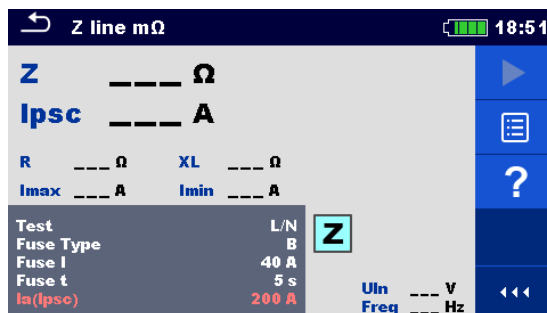 Z line mΩ 18:51
Z ___ Ω
Ipsc ___ A
R ___ Ω XL ___ Ω
Imax ___ A Imin ___ A
?
Test L/N
Z
Fuse Type B
Fuse I 40 A
Fuse t 5 s
Ia(Ipsc) 200 A
Uln ___ V
Freq ___ Hz